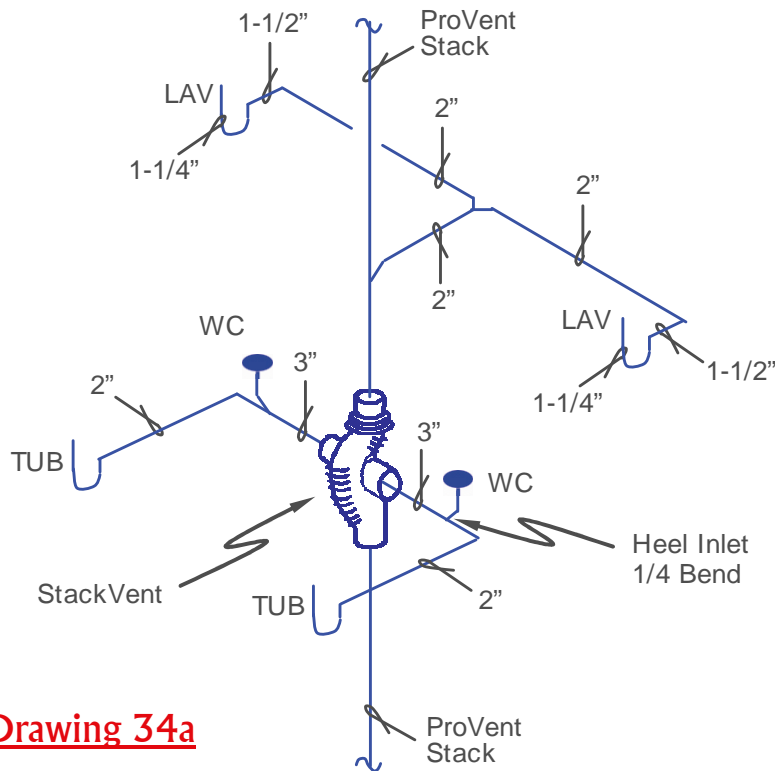 1-1/2”
ProVent
Stack
LAV
2”
1-1/4”
2”
2”
WC
LAV
3”
1-1/2”
2”
1-1/4”
3”
TUB
WC
Heel Inlet
1/4 Bend
StackVent
TUB
2”
Drawing 34a
ProVent
Stack